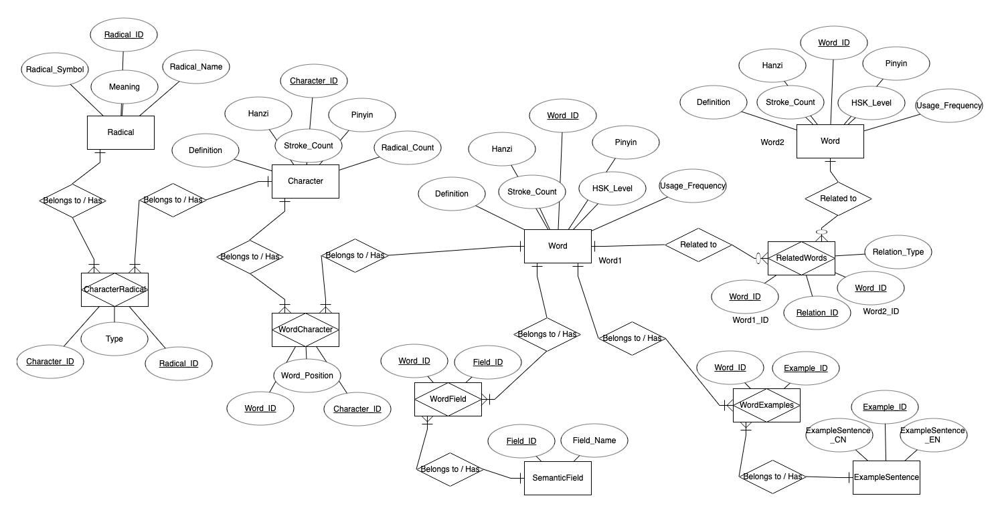 Radical_ID
Radical_Symbol
Radical_Name
Meaning
Radical
Belongs to / Has
Character_ID
Hanzi
Pinyin
Stroke_Count
Definition
Radical_Count
Character
Belongs to / Has
Belongs to / Has
CharacterRadical
Type
Character_ID
Radical_ID
WordCharacter
Word_Position
Word_ID
Character_ID
Belongs to / Has
Word_ID
Hanzi
Pinyin
Stroke_Count
HSK_Level
Definition
Usage_Frequency
Word
Word1
Related to
Word_ID
Hanzi
Pinyin
Definition
Stroke_Count
HSK_Level
Usage_Frequency
Word2
Word
Related to
RelatedWords
Relation_Type
Word_ID
Word1_ID
Relation_ID
Word_ID
Word2_ID
Belongs to / Has
Belongs to / Has
Word_ID
Field_ID
WordField
Belongs to / Has
Field_ID
Field_Name
SemanticField
Word_ID
Example_ID
WordExamples
Belongs to / Has
Example_ID
ExampleSentence
_CN
ExampleSentence
_EN
ExampleSentence